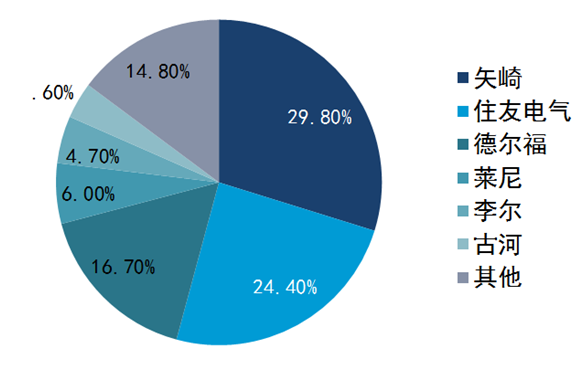 14.80%
29.80%
.60%
4.70%
6.00%
16.70%
24.40%
矢崎
住友电气
德尔福
莱尼
李尔
古河
其他